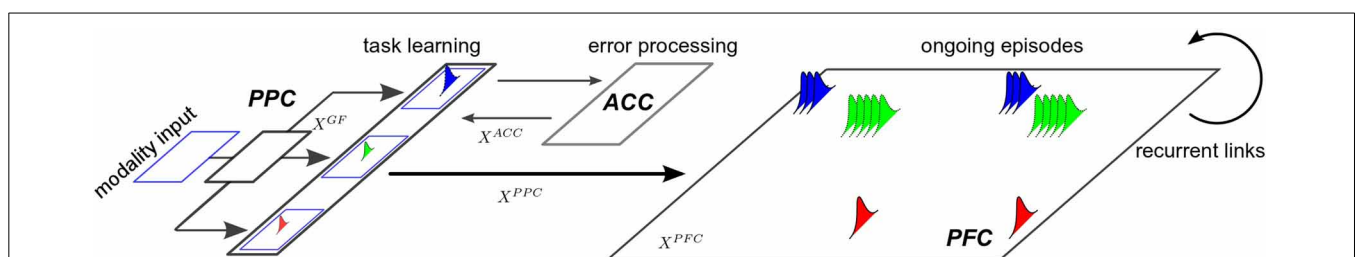 task learning
error processing
ongoing episodes
PPC
X^{GF}
ACC
X^{ACC}
modality input
recurrent links
X^{PPC}
X^{PFC}
PFC